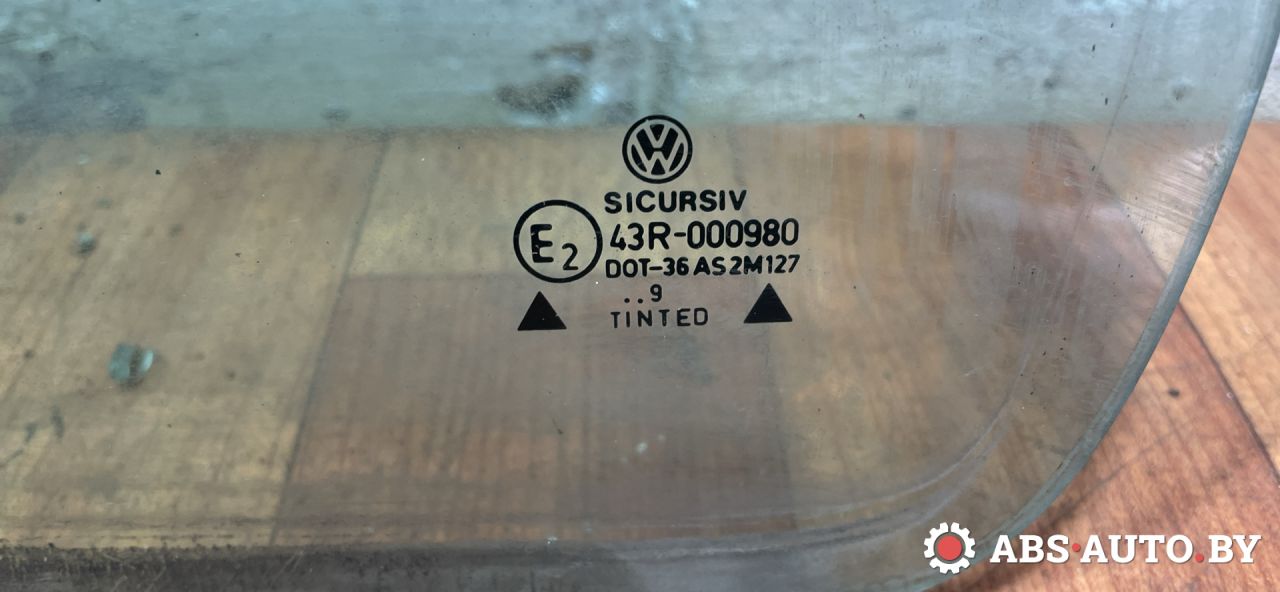 SICURSIV
E2 43R-000980
DOT-36 AS2M127
..9
TINTED
ABS-AUTO.BY